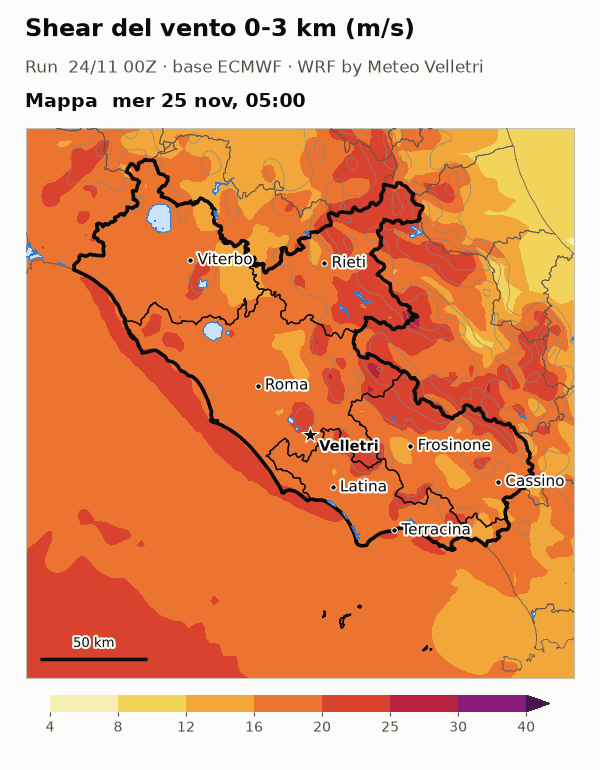 Shear del vento 0-3 km (m/s)
Run  24/11 00Z · base ECMWF · WRF by Meteo Velletri
Mappa  mer 25 nov, 05:00
Viterbo
Rieti
Roma
Velletri
Frosinone
Latina
Cassino
Terracina
50 km
4 8 12 16 20 25 30 40